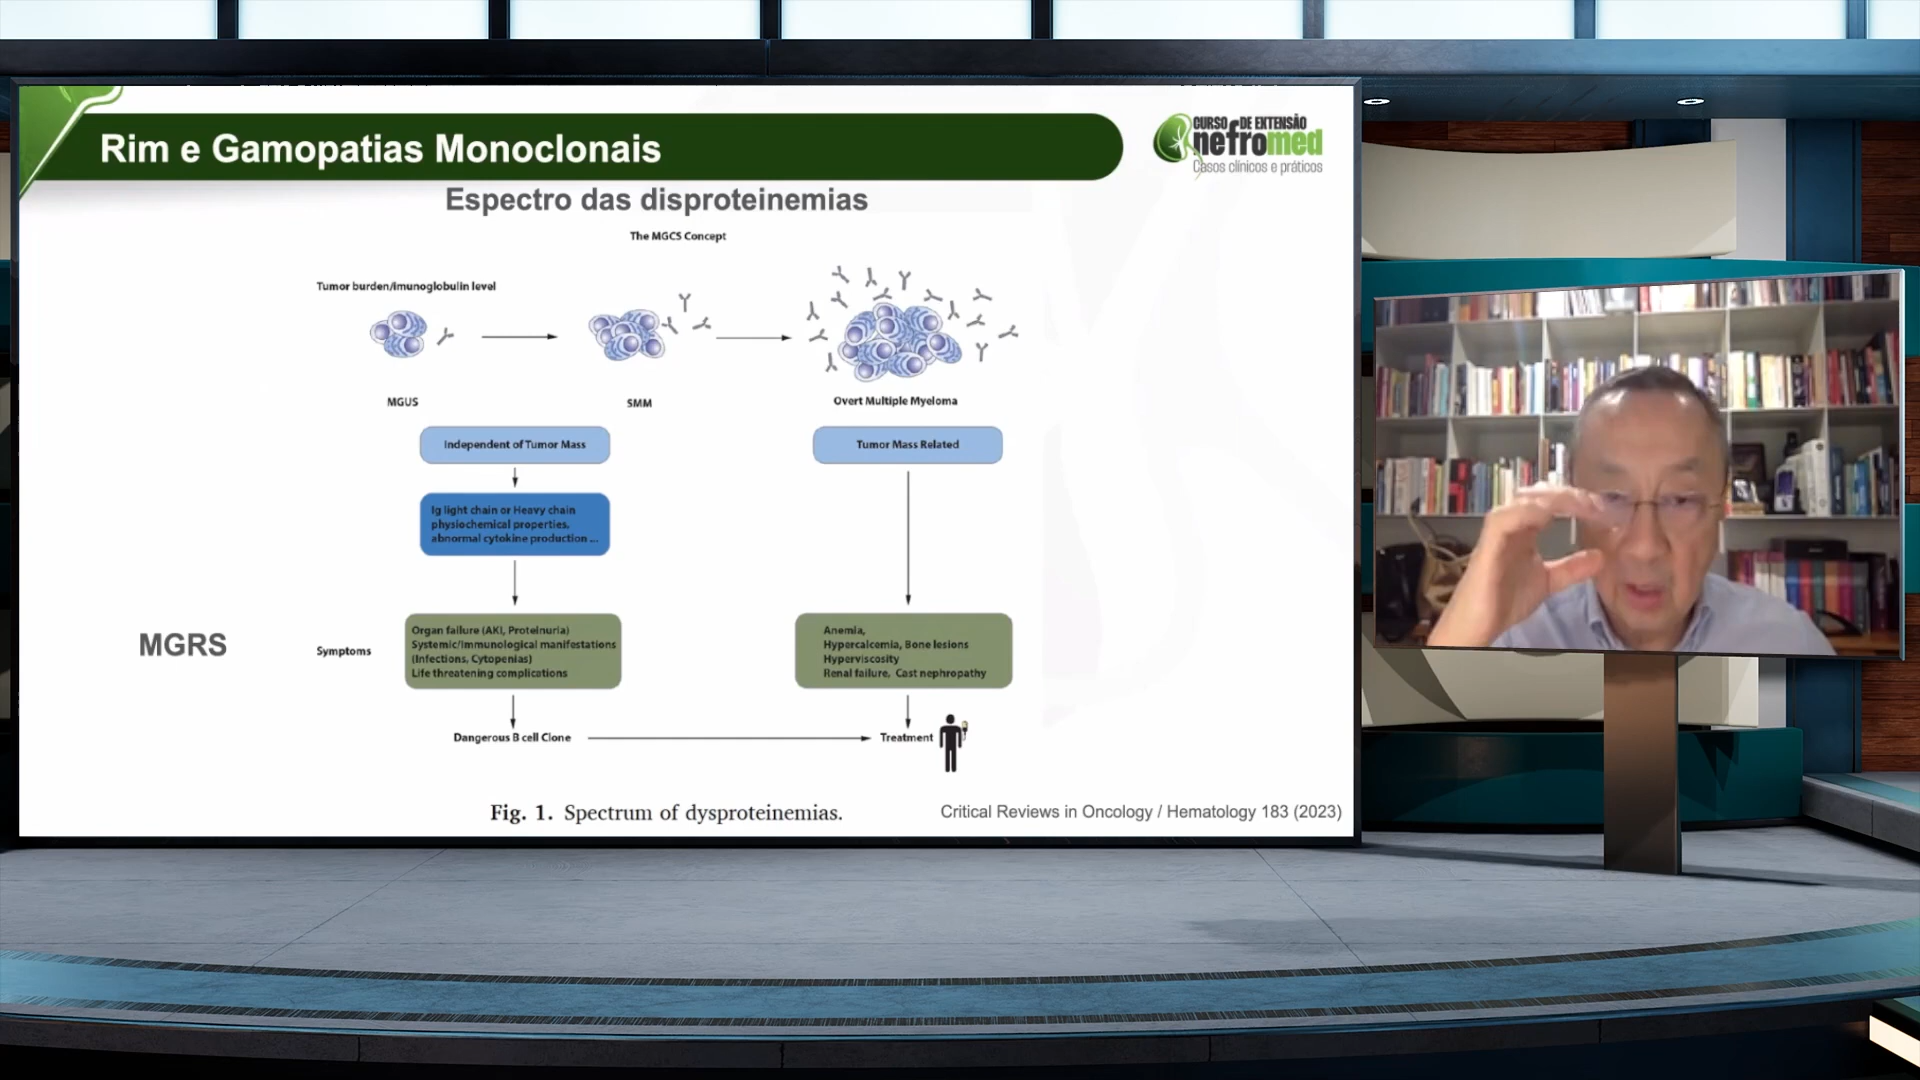 Rim e Gamopatias Monoclonais
CURSO DE EXTENSÃO
nefromed
Casos clínicos e práticos
Espectro das disproteinemias
The MGCS Concept
Tumor burden/imunoglobulin level
MGUS
SMM
Overt Multiple Myeloma
Independent of Tumor Mass
Tumor Mass Related
Ig light chain or Heavy chain
physiochemical properties,
abnormal cytokine production ...
MGRS
Symptoms
Organ failure (AKI, Proteinuria)
Systemic/immunological manifestations
(Infections, Cytopenias)
Life threatening complications
Anemia,
Hypercalcemia, Bone lesions
Hyperviscosity
Renal failure, Cast nephropathy
Dangerous B cell Clone
Treatment
Fig. 1. Spectrum of dysproteinemias.
Critical Reviews in Oncology / Hematology 183 (2023)